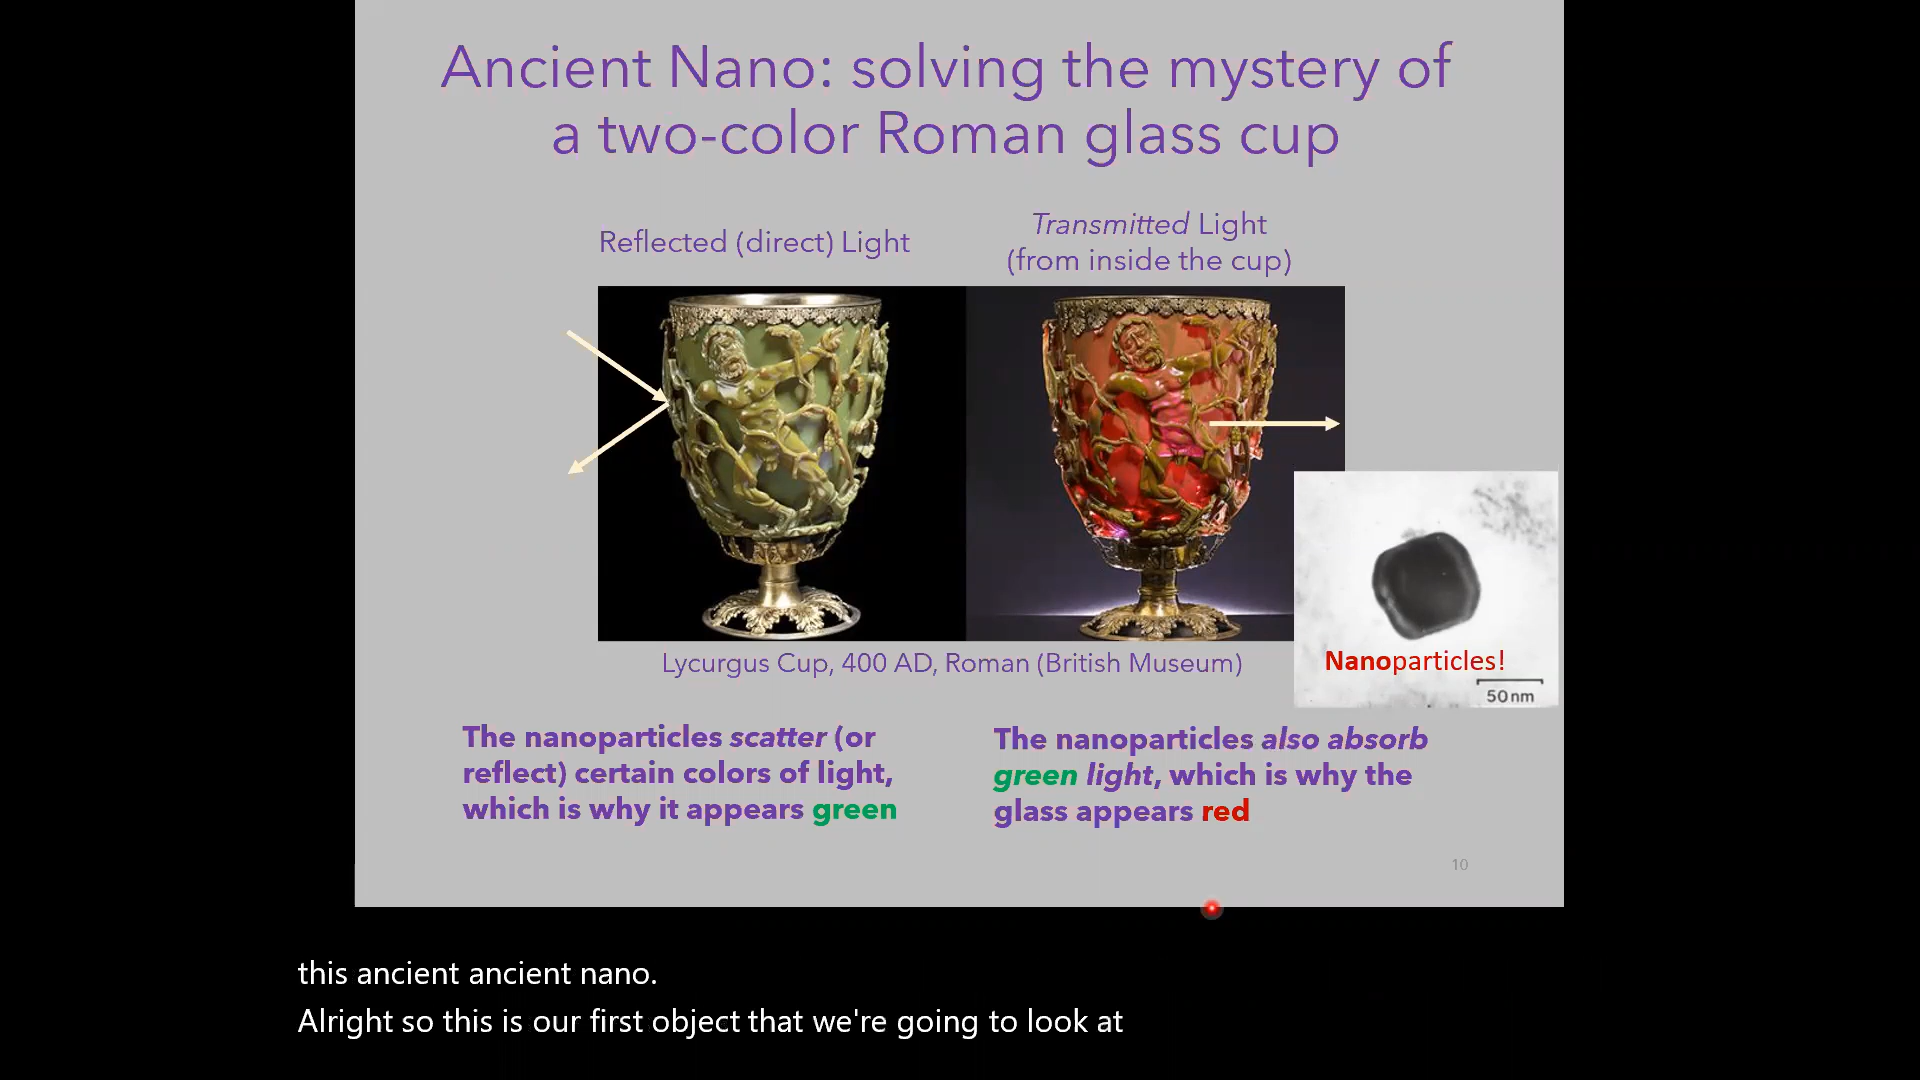 Ancient Nano: solving the mystery of
a two-color Roman glass cup
Reflected (direct) Light
Transmitted Light
(from inside the cup)
Nanoparticles!
50 nm
Lycurgus Cup, 400 AD, Roman (British Museum)
The nanoparticles scatter (or
reflect) certain colors of light,
which is why it appears green
The nanoparticles also absorb
green light, which is why the
glass appears red
10
this ancient ancient nano.
Alright so this is our first object that we're going to look at